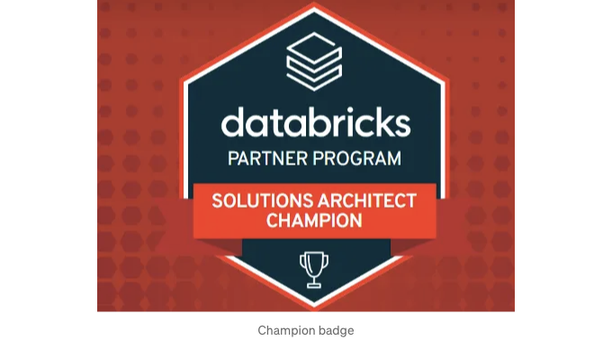 databricks
PARTNER PROGRAM
SOLUTIONS ARCHITECT
CHAMPION
Champion badge